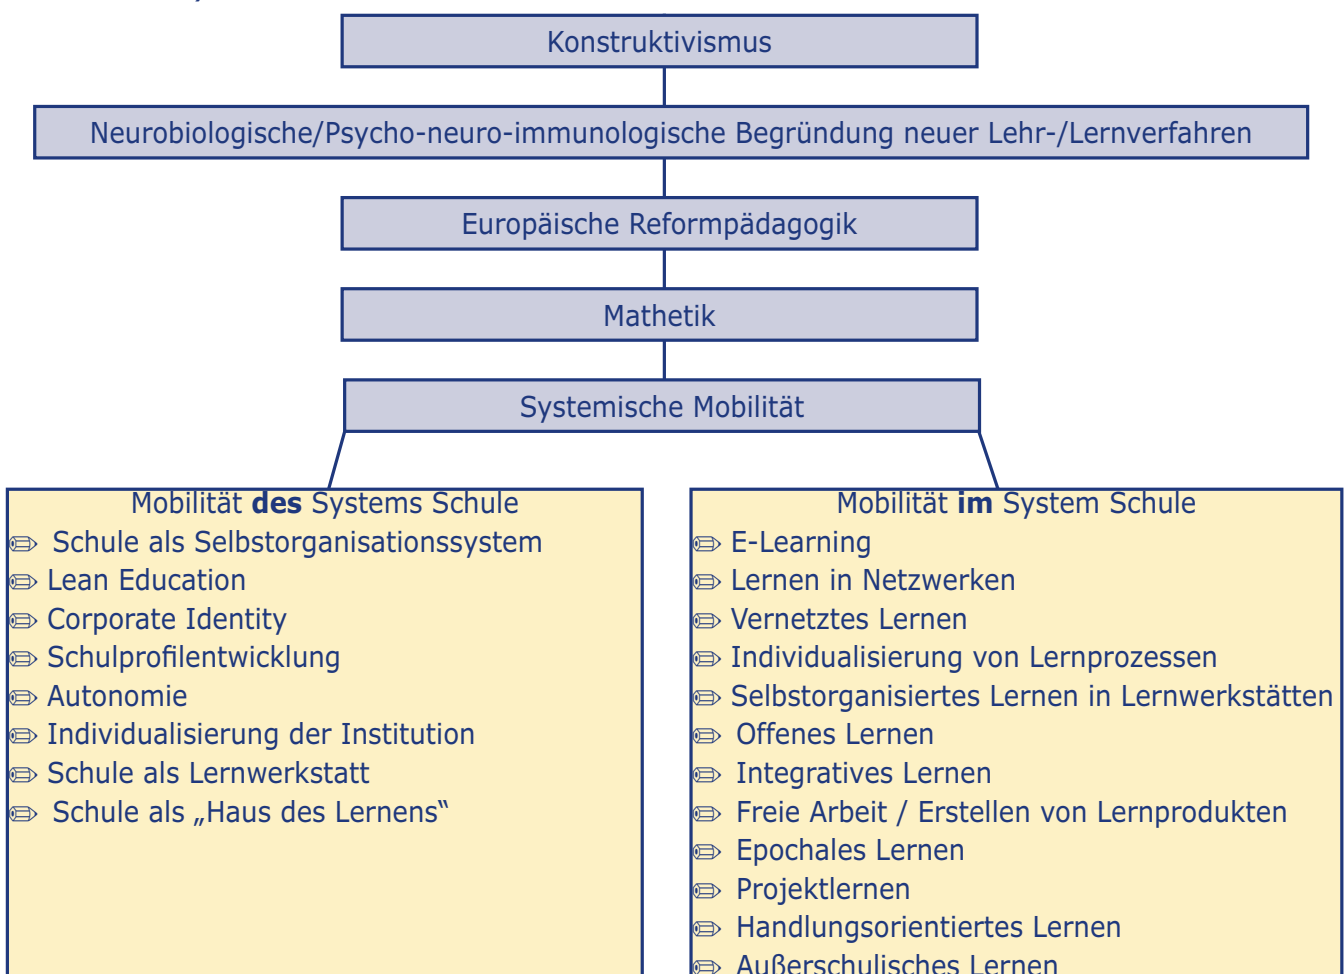 Konstruktivismus
Neurobiologische/Psycho-neuro-immunologische Begründung neuer Lehr-/Lernverfahren
Europäische Reformpädagogik
Mathetik
Systemische Mobilität
Mobilität des Systems Schule
Schule als Selbstorganisationssystem
Lean Education
Corporate Identity
Schulprofilentwicklung
Autonomie
Individualisierung der Institution
Schule als Lernwerkstatt
Schule als „Haus des Lernens“
Mobilität im System Schule
E-Learning
Lernen in Netzwerken
Vernetztes Lernen
Individualisierung von Lernprozessen
Selbstorganisiertes Lernen in Lernwerkstätten
Offenes Lernen
Integratives Lernen
Freie Arbeit / Erstellen von Lernprodukten
Epochales Lernen
Projektlernen
Handlungsorientiertes Lernen
Außerschulisches Lernen